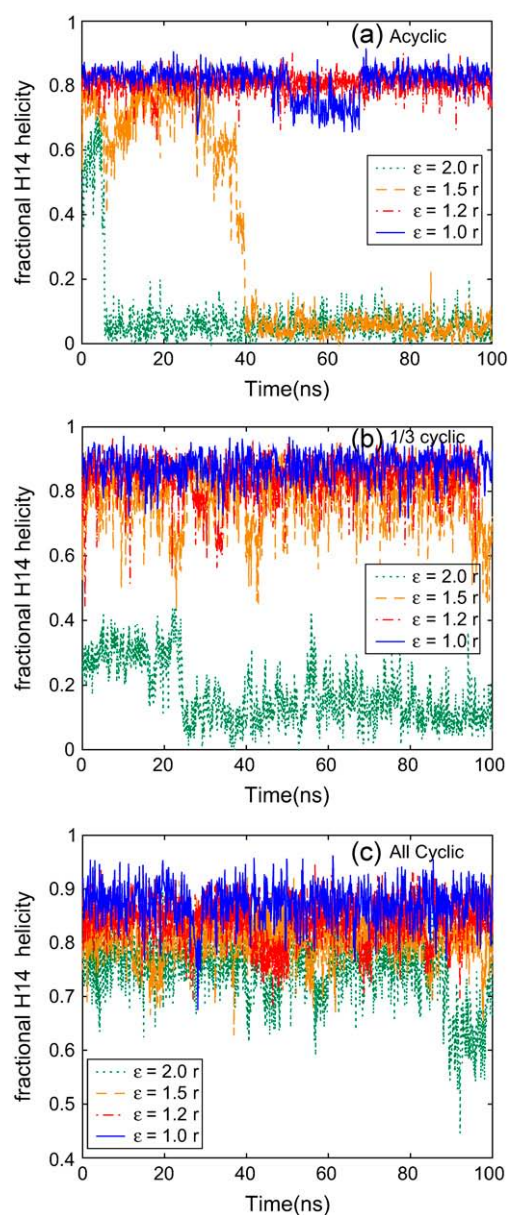 (a) Acyclic
fractional H14 helicity
1
0.8
0.6
0.4
0.2
0
ε = 2.0 r
ε = 1.5 r
ε = 1.2 r
ε = 1.0 r
0 20 40 60 80 100
Time(ns)
(b) 1/3 cyclic
fractional H14 helicity
1
0.8
0.6
0.4
0.2
0
ε = 2.0 r
ε = 1.5 r
ε = 1.2 r
ε = 1.0 r
0 20 40 60 80 100
Time(ns)
(c) All Cyclic
fractional H14 helicity
1
0.9
0.8
0.7
0.6
0.5
0.4
ε = 2.0 r
ε = 1.5 r
ε = 1.2 r
ε = 1.0 r
0 20 40 60 80 100
Time(ns)